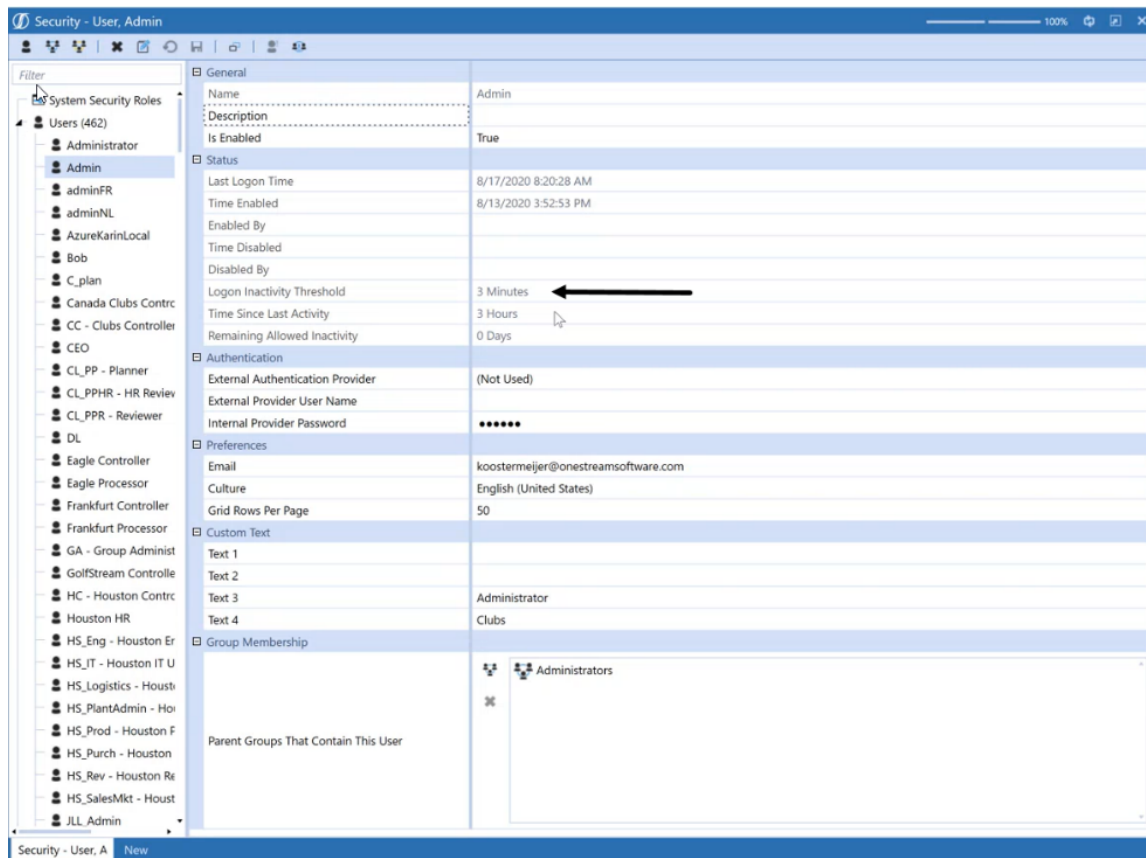 Security - User, Admin
100%
Filter
System Security Roles
Users (462)
Administrator
Admin
adminFR
adminNL
AzureKarinLocal
Bob
C_plan
Canada Clubs Contrc
CC - Clubs Controller
CEO
CL_PP - Planner
CL_PPHR - HR Review
CL_PPR - Reviewer
DL
Eagle Controller
Eagle Processor
Frankfurt Controller
Frankfurt Processor
GA - Group Administ
GolfStream Controlle
HC - Houston Contrc
Houston HR
HS_Eng - Houston Er
HS_IT - Houston IT U
HS_Logistics - Houst
HS_PlantAdmin - Hou
HS_Prod - Houston P
HS_Purch - Houston
HS_Rev - Houston Re
HS_SalesMkt - Houst
JLL_Admin
General
Name Admin
Description
Is Enabled True
Status
Last Logon Time 8/17/2020 8:20:28 AM
Time Enabled 8/13/2020 3:52:53 PM
Enabled By
Time Disabled
Disabled By
Logon Inactivity Threshold 3 Minutes
Time Since Last Activity 3 Hours
Remaining Allowed Inactivity 0 Days
Authentication
External Authentication Provider (Not Used)
External Provider User Name
Internal Provider Password ●●●●●●
Preferences
Email koostermeijer@onestreamsoftware.com
Culture English (United States)
Grid Rows Per Page 50
Custom Text
Text 1
Text 2
Text 3 Administrator
Text 4 Clubs
Group Membership
Parent Groups That Contain This User
Administrators
Security - User, A
New